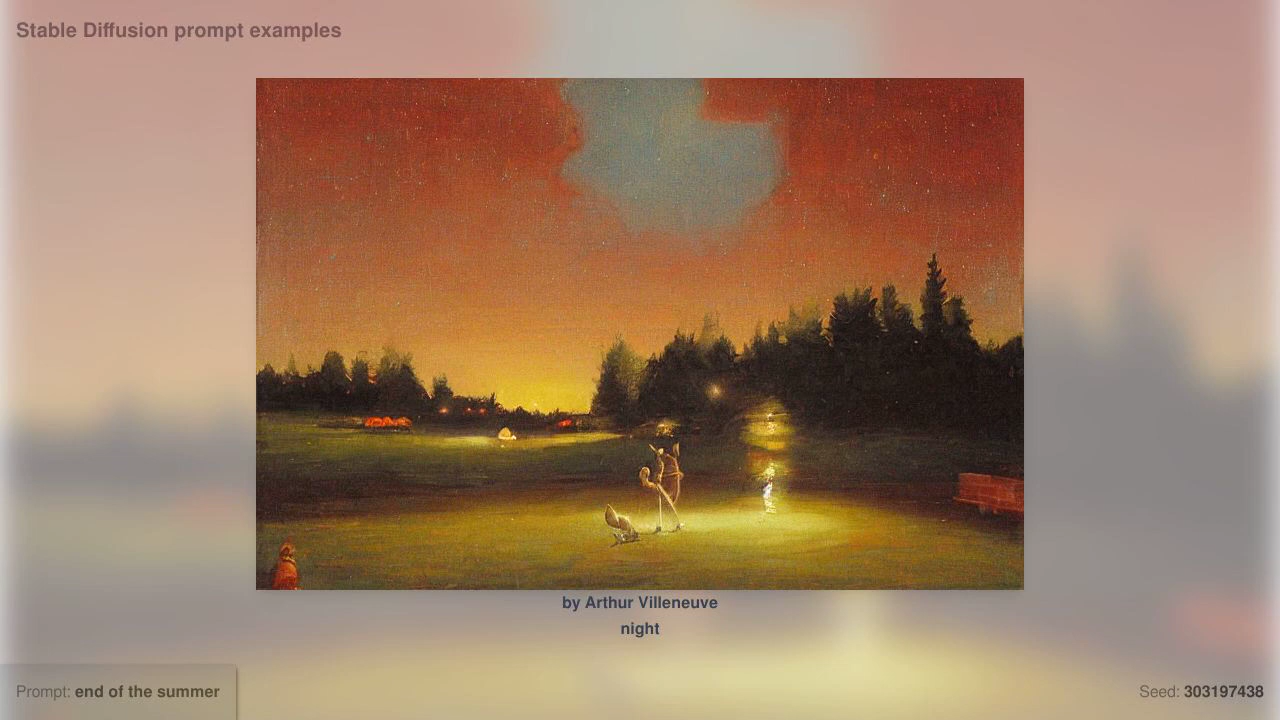 Stable Diffusion prompt examples
by Arthur Villeneuve
night
Prompt: end of the summer
Seed: 303197438